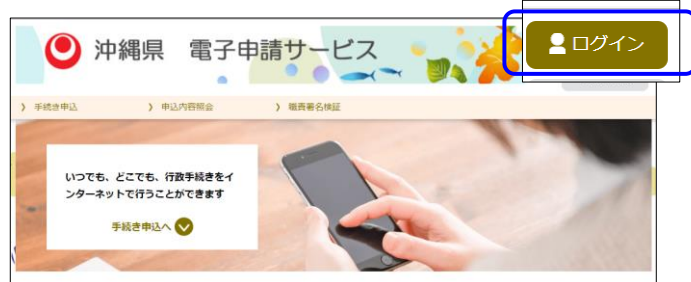 沖縄県 電子申請サービス
ログイン
手続き申込
申込内容照会
職責署名検証
いつでも、どこでも、行政手続きをイ
ンターネットで行うことができます
手続き申込へ